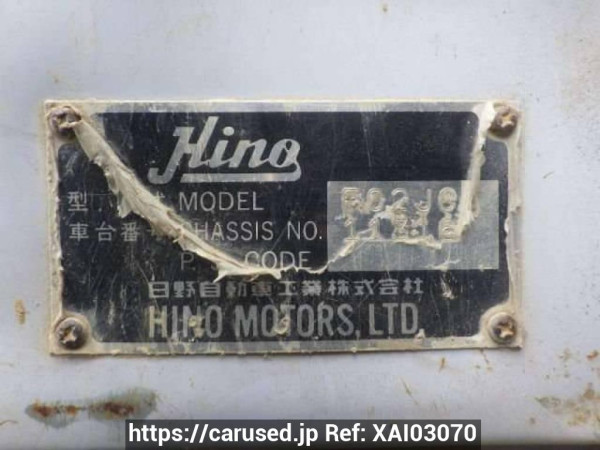 Hino
型 MODEL
車台番 CHASSIS NO.
CODE
日野自動車工業株式会社
HINO MOTORS, LTD.
https://carused.jp Ref: XAI03070